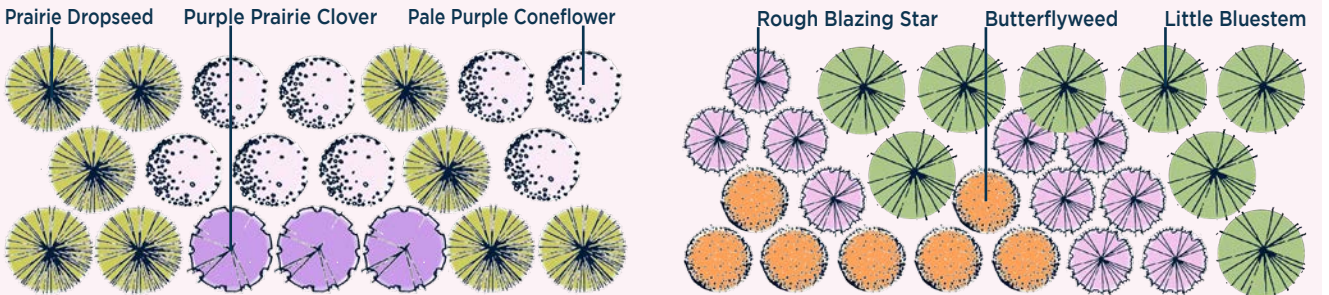 Prairie Dropseed
Purple Prairie Clover
Pale Purple Coneflower
Rough Blazing Star
Butterflyweed
Little Bluestem